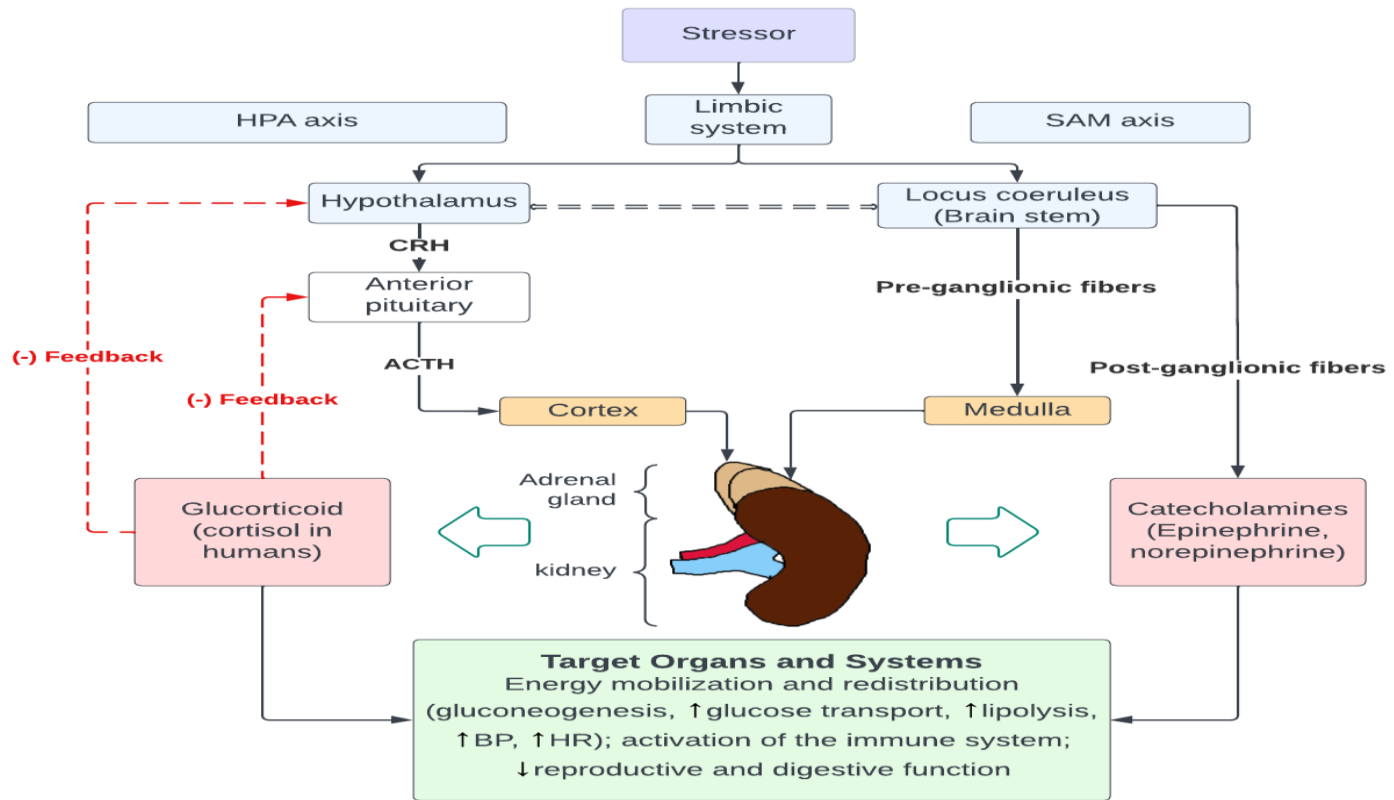 Stressor
HPA axis
Limbic
system
SAM axis
Hypothalamus
Locus coeruleus
(Brain stem)
CRH
Anterior
pituitary
Pre-ganglionic fibers
(-) Feedback
ACTH
Post-ganglionic fibers
(-) Feedback
Cortex
Medulla
Adrenal
gland
Glucorticoid
(cortisol in
humans)
Catecholamines
(Epinephrine,
norepinephrine)
kidney
Target Organs and Systems
Energy mobilization and redistribution
(gluconeogenesis, ↑glucose transport, ↑lipolysis,
↑BP, ↑HR); activation of the immune system;
↓reproductive and digestive function